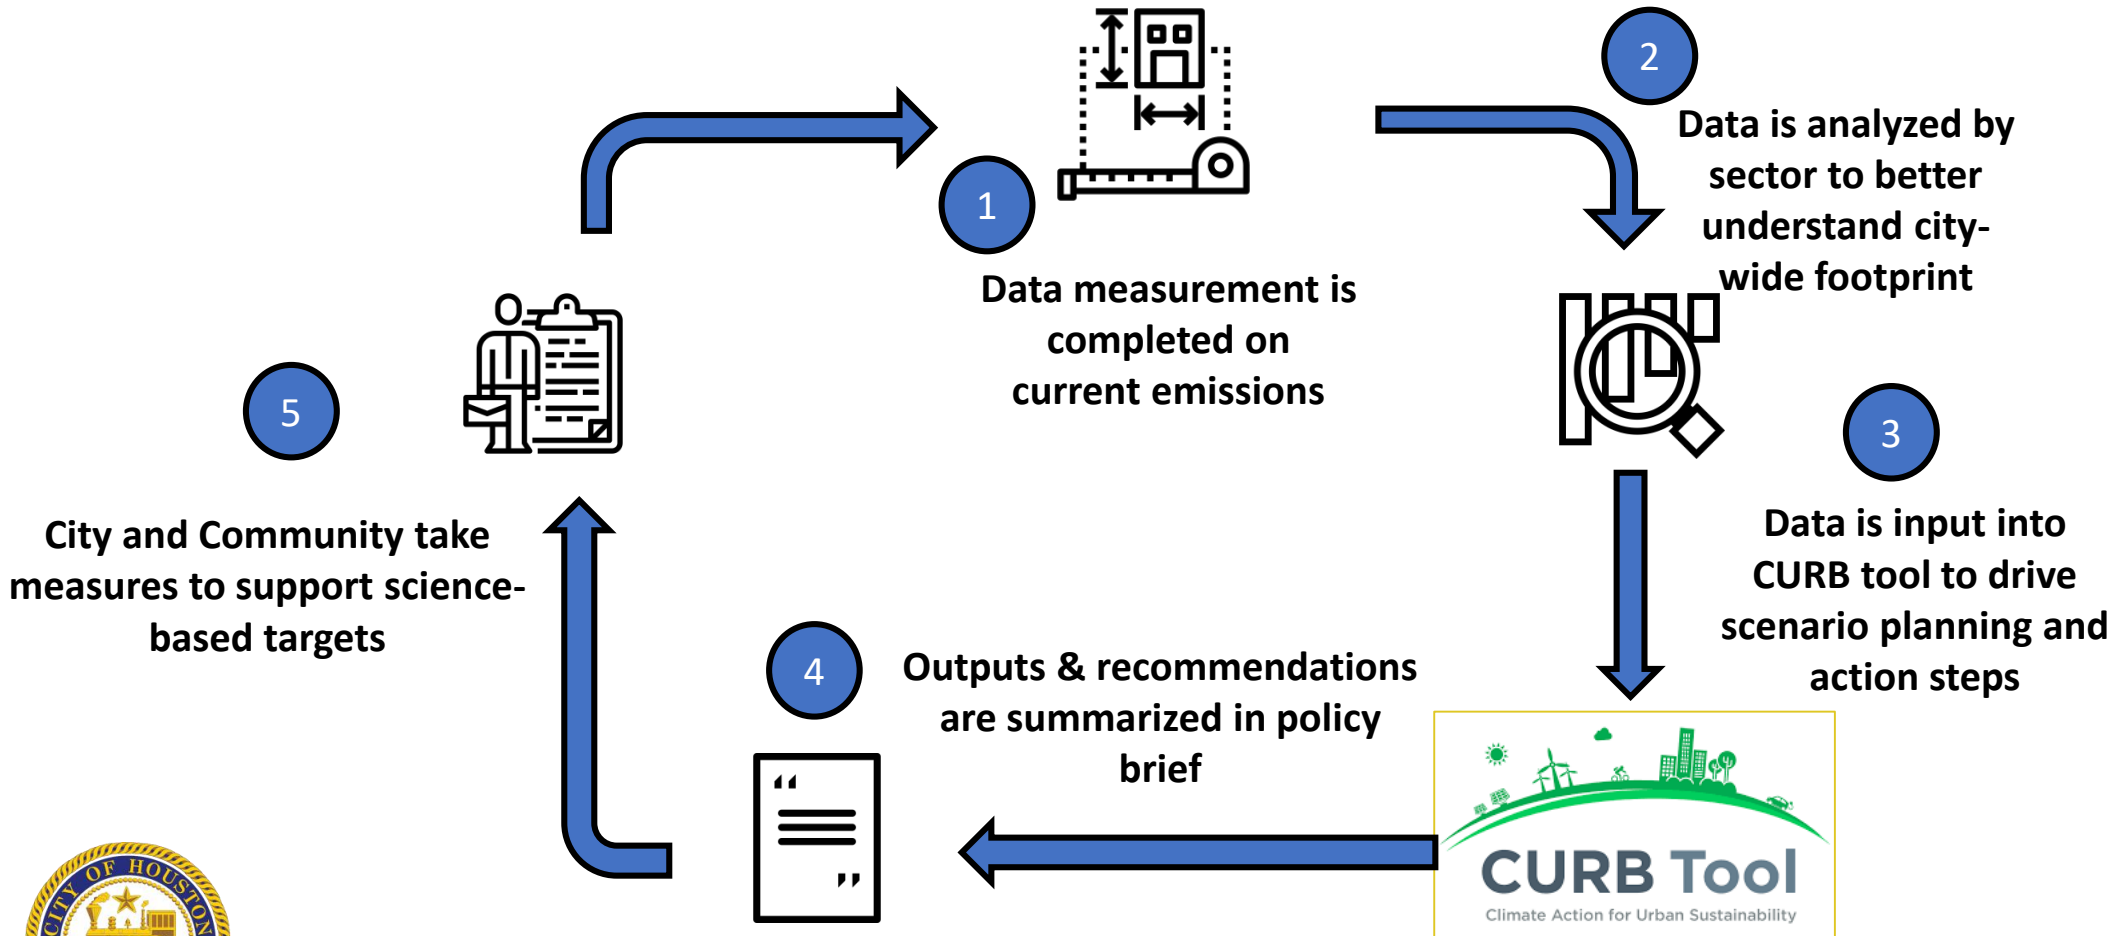 1
Data measurement is
completed on
current emissions
2
Data is analyzed by
sector to better
understand city-
wide footprint
3
Data is input into
CURB tool to drive
scenario planning and
action steps
CURB Tool
Climate Action for Urban Sustainability
4
Outputs & recommendations
are summarized in policy
brief
“
”
5
City and Community take
measures to support science-
based targets
CITY OF HOUSTON